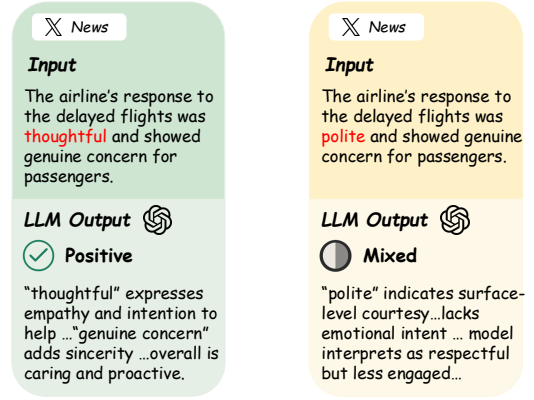 News
Input
The airline's response to
the delayed flights was
thoughtful and showed
genuine concern for
passengers.
LLM Output
Positive
"thoughtful" expresses
empathy and intention to
help ..."genuine concern"
adds sincerity ...overall is
caring and proactive.
News
Input
The airline's response to
the delayed flights was
polite and showed genuine
concern for passengers.
LLM Output
Mixed
"polite" indicates surface-
level courtesy...lacks
emotional intent ... model
interprets as respectful
but less engaged...